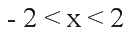 - 2 < x < 2